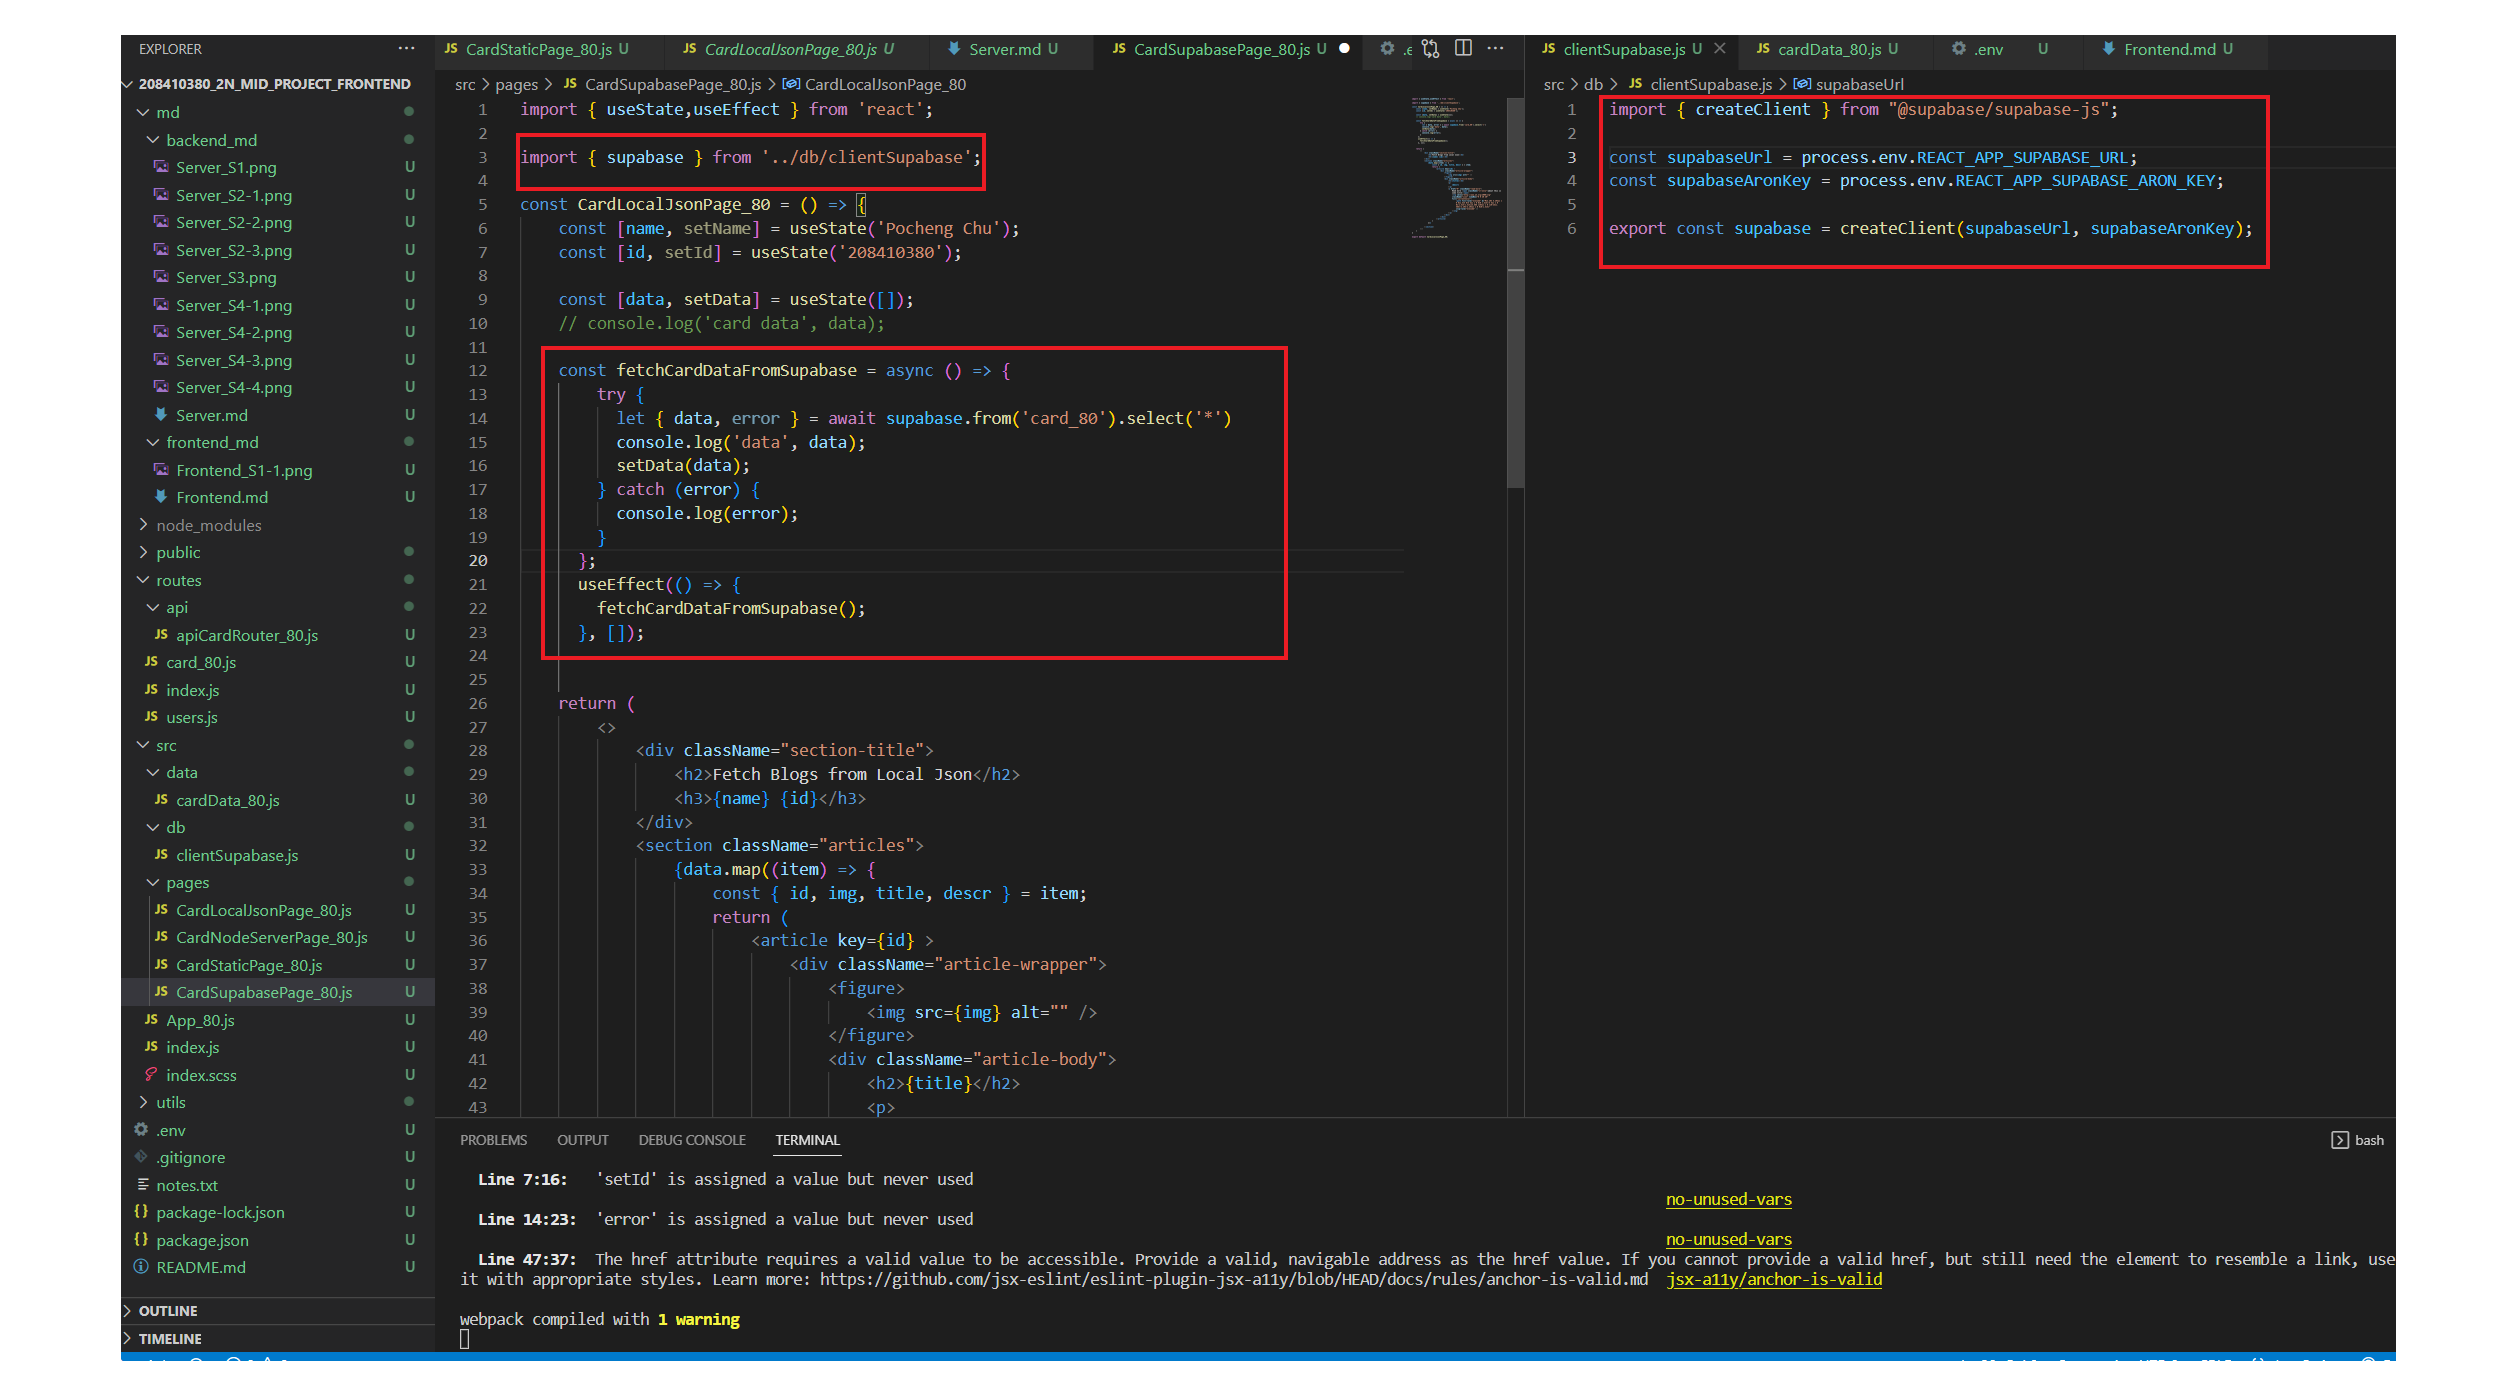 EXPLORER
···
208410380_2N_MID_PROJECT_FRONTEND
md
backend_md
Server_S1.png U
Server_S2-1.png U
Server_S2-2.png U
Server_S2-3.png U
Server_S3.png U
Server_S4-1.png U
Server_S4-2.png U
Server_S4-3.png U
Server_S4-4.png U
Server.md U
frontend_md
Frontend_S1-1.png U
Frontend.md U
node_modules
public
routes
api
JS apiCardRouter_80.js U
JS card_80.js U
JS index.js U
JS users.js U
src
data
JS cardData_80.js U
db
JS clientSupabase.js U
pages
JS CardLocalJsonPage_80.js U
JS CardNodeServerPage_80.js U
JS CardStaticPage_80.js U
JS CardSupabasePage_80.js U
JS App_80.js U
JS index.js U
index.scss U
utils
.env U
.gitignore U
notes.txt U
{} package-lock.json U
{} package.json U
README.md U
OUTLINE
TIMELINE
JS CardStaticPage_80.js U JS CardLocalJsonPage_80.js U Server.md U JS CardSupabasePage_80.js U ···
src > pages > JS CardSupabasePage_80.js > CardLocalJsonPage_80
1 import { useState,useEffect } from 'react';
2
3 import { supabase } from '../db/clientSupabase';
4
5 const CardLocalJsonPage_80 = () => {
6 const [name, setName] = useState('Pocheng Chu');
7 const [id, setId] = useState('208410380');
8
9 const [data, setData] = useState([]);
10 // console.log('card data', data);
11
12 const fetchCardDataFromSupabase = async () => {
13 try {
14 let { data, error } = await supabase.from('card_80').select('*')
15 console.log('data', data);
16 setData(data);
17 } catch (error) {
18 console.log(error);
19 }
20 };
21 useEffect(() => {
22 fetchCardDataFromSupabase();
23 }, []);
24
25
26 return (
27 <>
28 <div className="section-title">
29 <h2>Fetch Blogs from Local Json</h2>
30 <h3>{name} {id}</h3>
31 </div>
32 <section className="articles">
33 {data.map((item) => {
34 const { id, img, title, descr } = item;
35 return (
36 <article key={id} >
37 <div className="article-wrapper">
38 <figure>
39 <img src={img} alt="" />
40 </figure>
41 <div className="article-body">
42 <h2>{title}</h2>
43 <p>
JS clientSupabase.js U JS cardData_80.js U .env U Frontend.md U
src > db > JS clientSupabase.js > supabaseUrl
1 import { createClient } from "@supabase/supabase-js";
2
3 const supabaseUrl = process.env.REACT_APP_SUPABASE_URL;
4 const supabaseAronKey = process.env.REACT_APP_SUPABASE_ARON_KEY;
5
6 export const supabase = createClient(supabaseUrl, supabaseAronKey);
PROBLEMS OUTPUT DEBUG CONSOLE TERMINAL
bash
Line 7:16: 'setId' is assigned a value but never used
no-unused-vars
Line 14:23: 'error' is assigned a value but never used
no-unused-vars
Line 47:37: The href attribute requires a valid value to be accessible. Provide a valid, navigable address as the href value. If you cannot provide a valid href, but still need the element to resemble a link, use
it with appropriate styles. Learn more: https://github.com/jsx-eslint/eslint-plugin-jsx-a11y/blob/HEAD/docs/rules/anchor-is-valid.md jsx-a11y/anchor-is-valid
webpack compiled with 1 warning